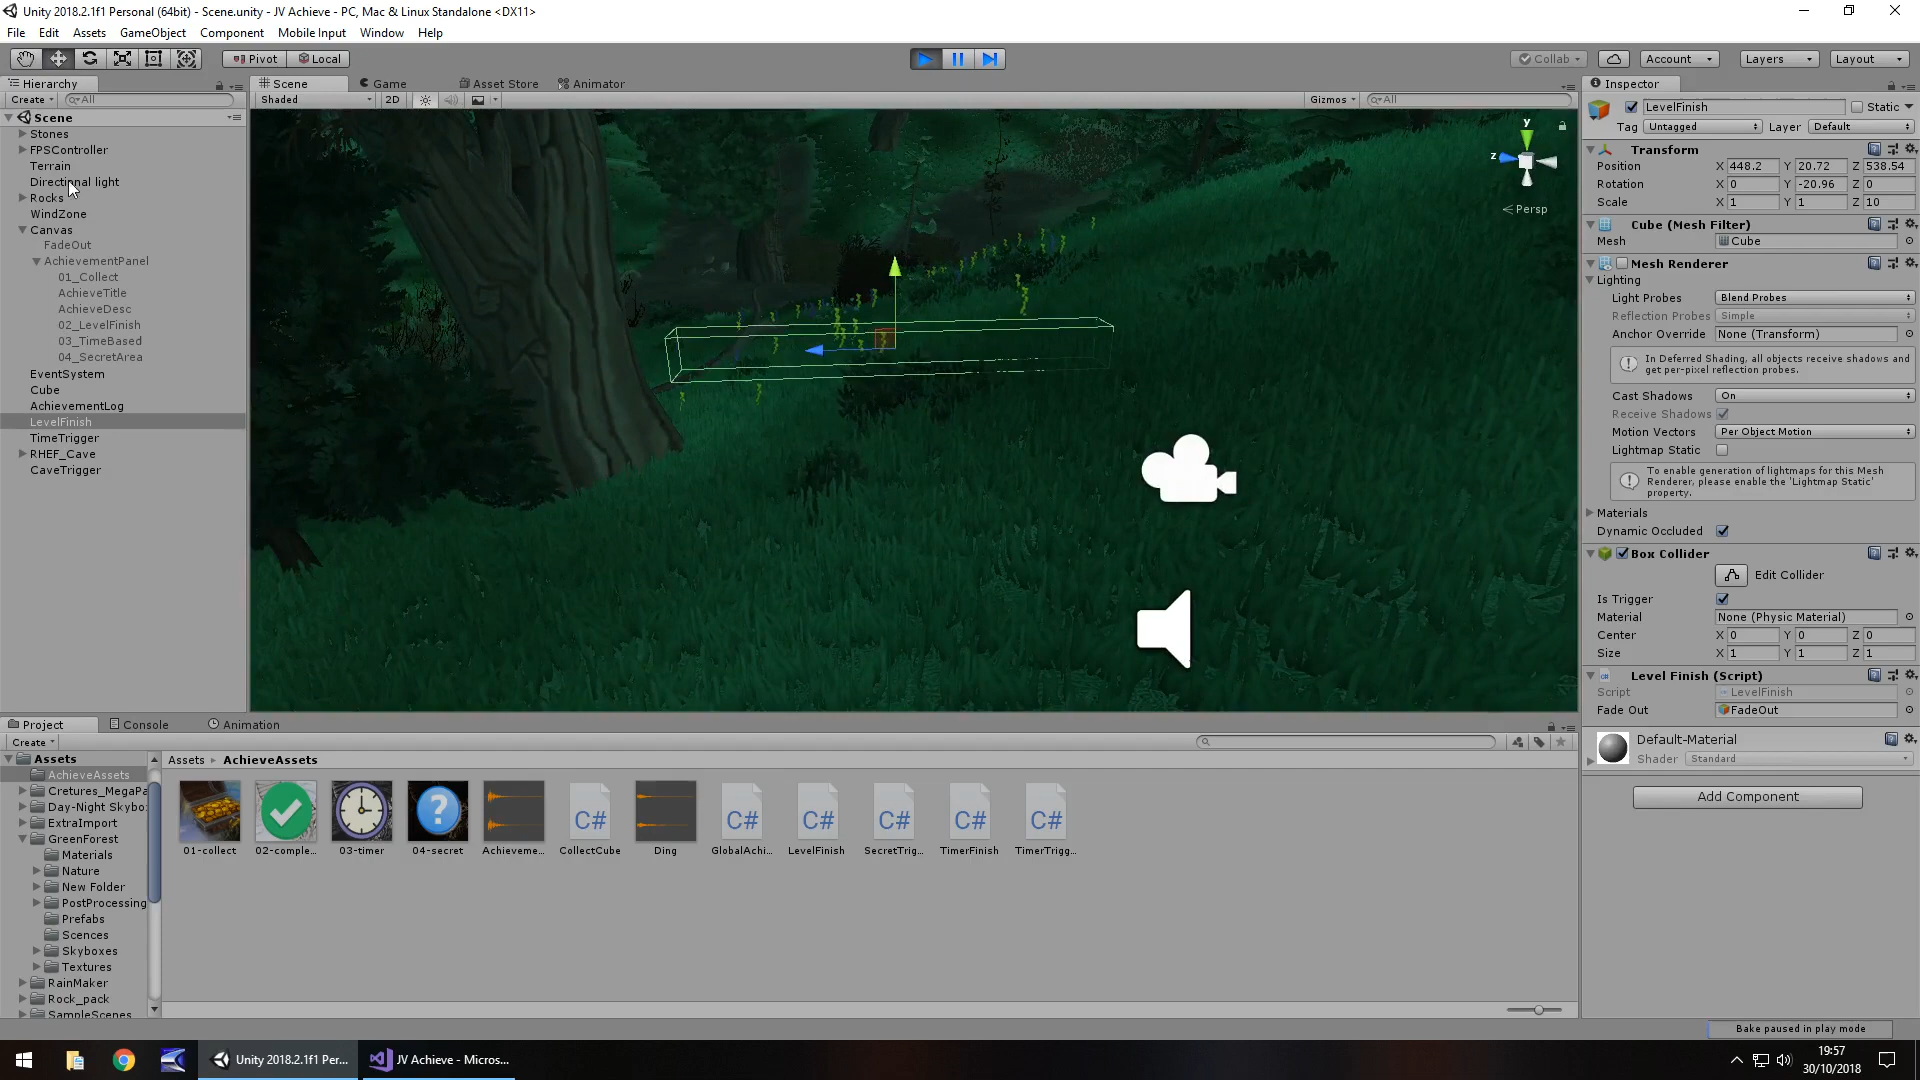 Unity 2018.2.1f1 Personal (64bit) - Scene.unity - JV Achieve - PC, Mac & Linux Standalone <DX11>
File Edit Assets GameObject Component Mobile Input Window Help
Pivot Local Collab Account Layers Layout
Hierarchy Scene Game Asset Store Animator Inspector
Create All Shaded 2D Gizmos All
LevelFinish Static
Scene
Tag Untagged Layer Default
Stones
FPSController
Terrain
Directional light
Rocks
WindZone
Canvas
FadeOut
AchievementPanel
01_Collect
AchieveTitle
AchieveDesc
02_LevelFinish
03_TimeBased
04_SecretArea
EventSystem
Cube
AchievementLog
LevelFinish
TimeTrigger
RHEF_Cave
CaveTrigger
y
z
Persp
Transform
Position X 448.2 Y 20.72 Z 538.54
Rotation X 0 Y -20.96 Z 0
Scale X 1 Y 1 Z 10
Cube (Mesh Filter)
Mesh Cube
Mesh Renderer
Lighting
Light Probes Blend Probes
Reflection Probes Simple
Anchor Override None (Transform)
In Deferred Shading, all objects receive shadows and
get per-pixel reflection probes.
Cast Shadows On
Receive Shadows
Motion Vectors Per Object Motion
Lightmap Static
To enable generation of lightmaps for this Mesh
Renderer, please enable the 'Lightmap Static'
property.
Materials
Dynamic Occluded
Box Collider
Edit Collider
Is Trigger
Material None (Physic Material)
Center X 0 Y 0 Z 0
Size X 1 Y 1 Z 1
Level Finish (Script)
Script LevelFinish
Fade Out FadeOut
Default-Material
Shader Standard
Add Component
Project Console Animation
Create
Assets
AchieveAssets
Cretures_MegaPa
Day-Night Skybo
ExtraImport
GreenForest
Materials
Nature
New Folder
PostProcessing
Prefabs
Scences
Skyboxes
Textures
RainMaker
Rock_pack
SampleScenes
Assets AchieveAssets
C# C# C# C# C# C#
01-collect 02-comple... 03-timer 04-secret Achieveme... CollectCube Ding GlobalAchi... LevelFinish SecretTrig... TimerFinish TimerTrigg...
Bake paused in play mode
Unity 2018.2.1f1 Per... JV Achieve - Micros...
19:57
30/10/2018